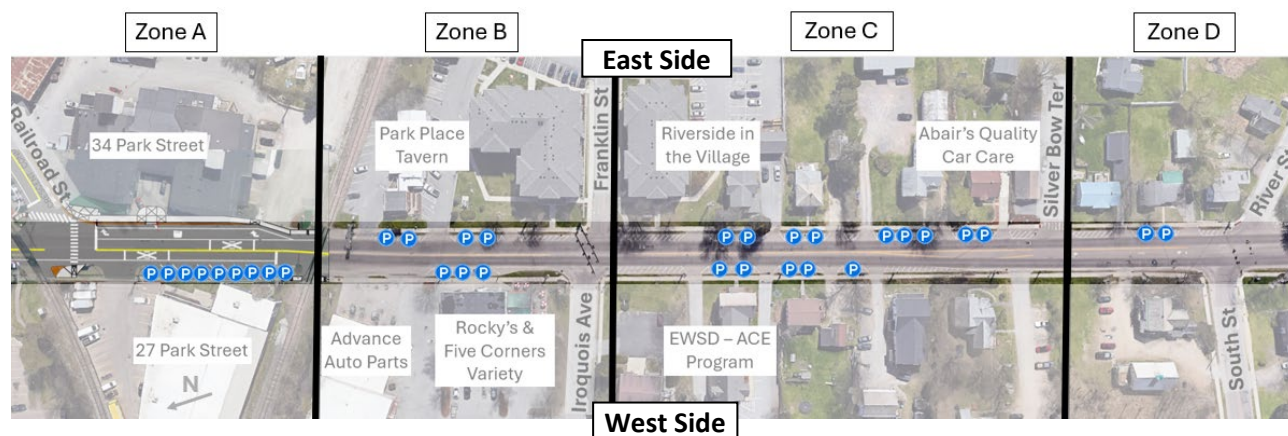 Zone A
Zone B
Zone C
Zone D
East Side
Railroad St
34 Park Street
Park Place
Tavern
Franklin St
Riverside in
the Village
Abair's Quality
Car Care
Silver Bow Ter
River St
P P P P
P P P P P P P P P
P P
P P P P P P P P P
P P P
P P P P P
27 Park Street
N
Advance
Auto Parts
Rocky's &
Five Corners
Variety
Iroquois Ave
EWSD – ACE
Program
South St
West Side